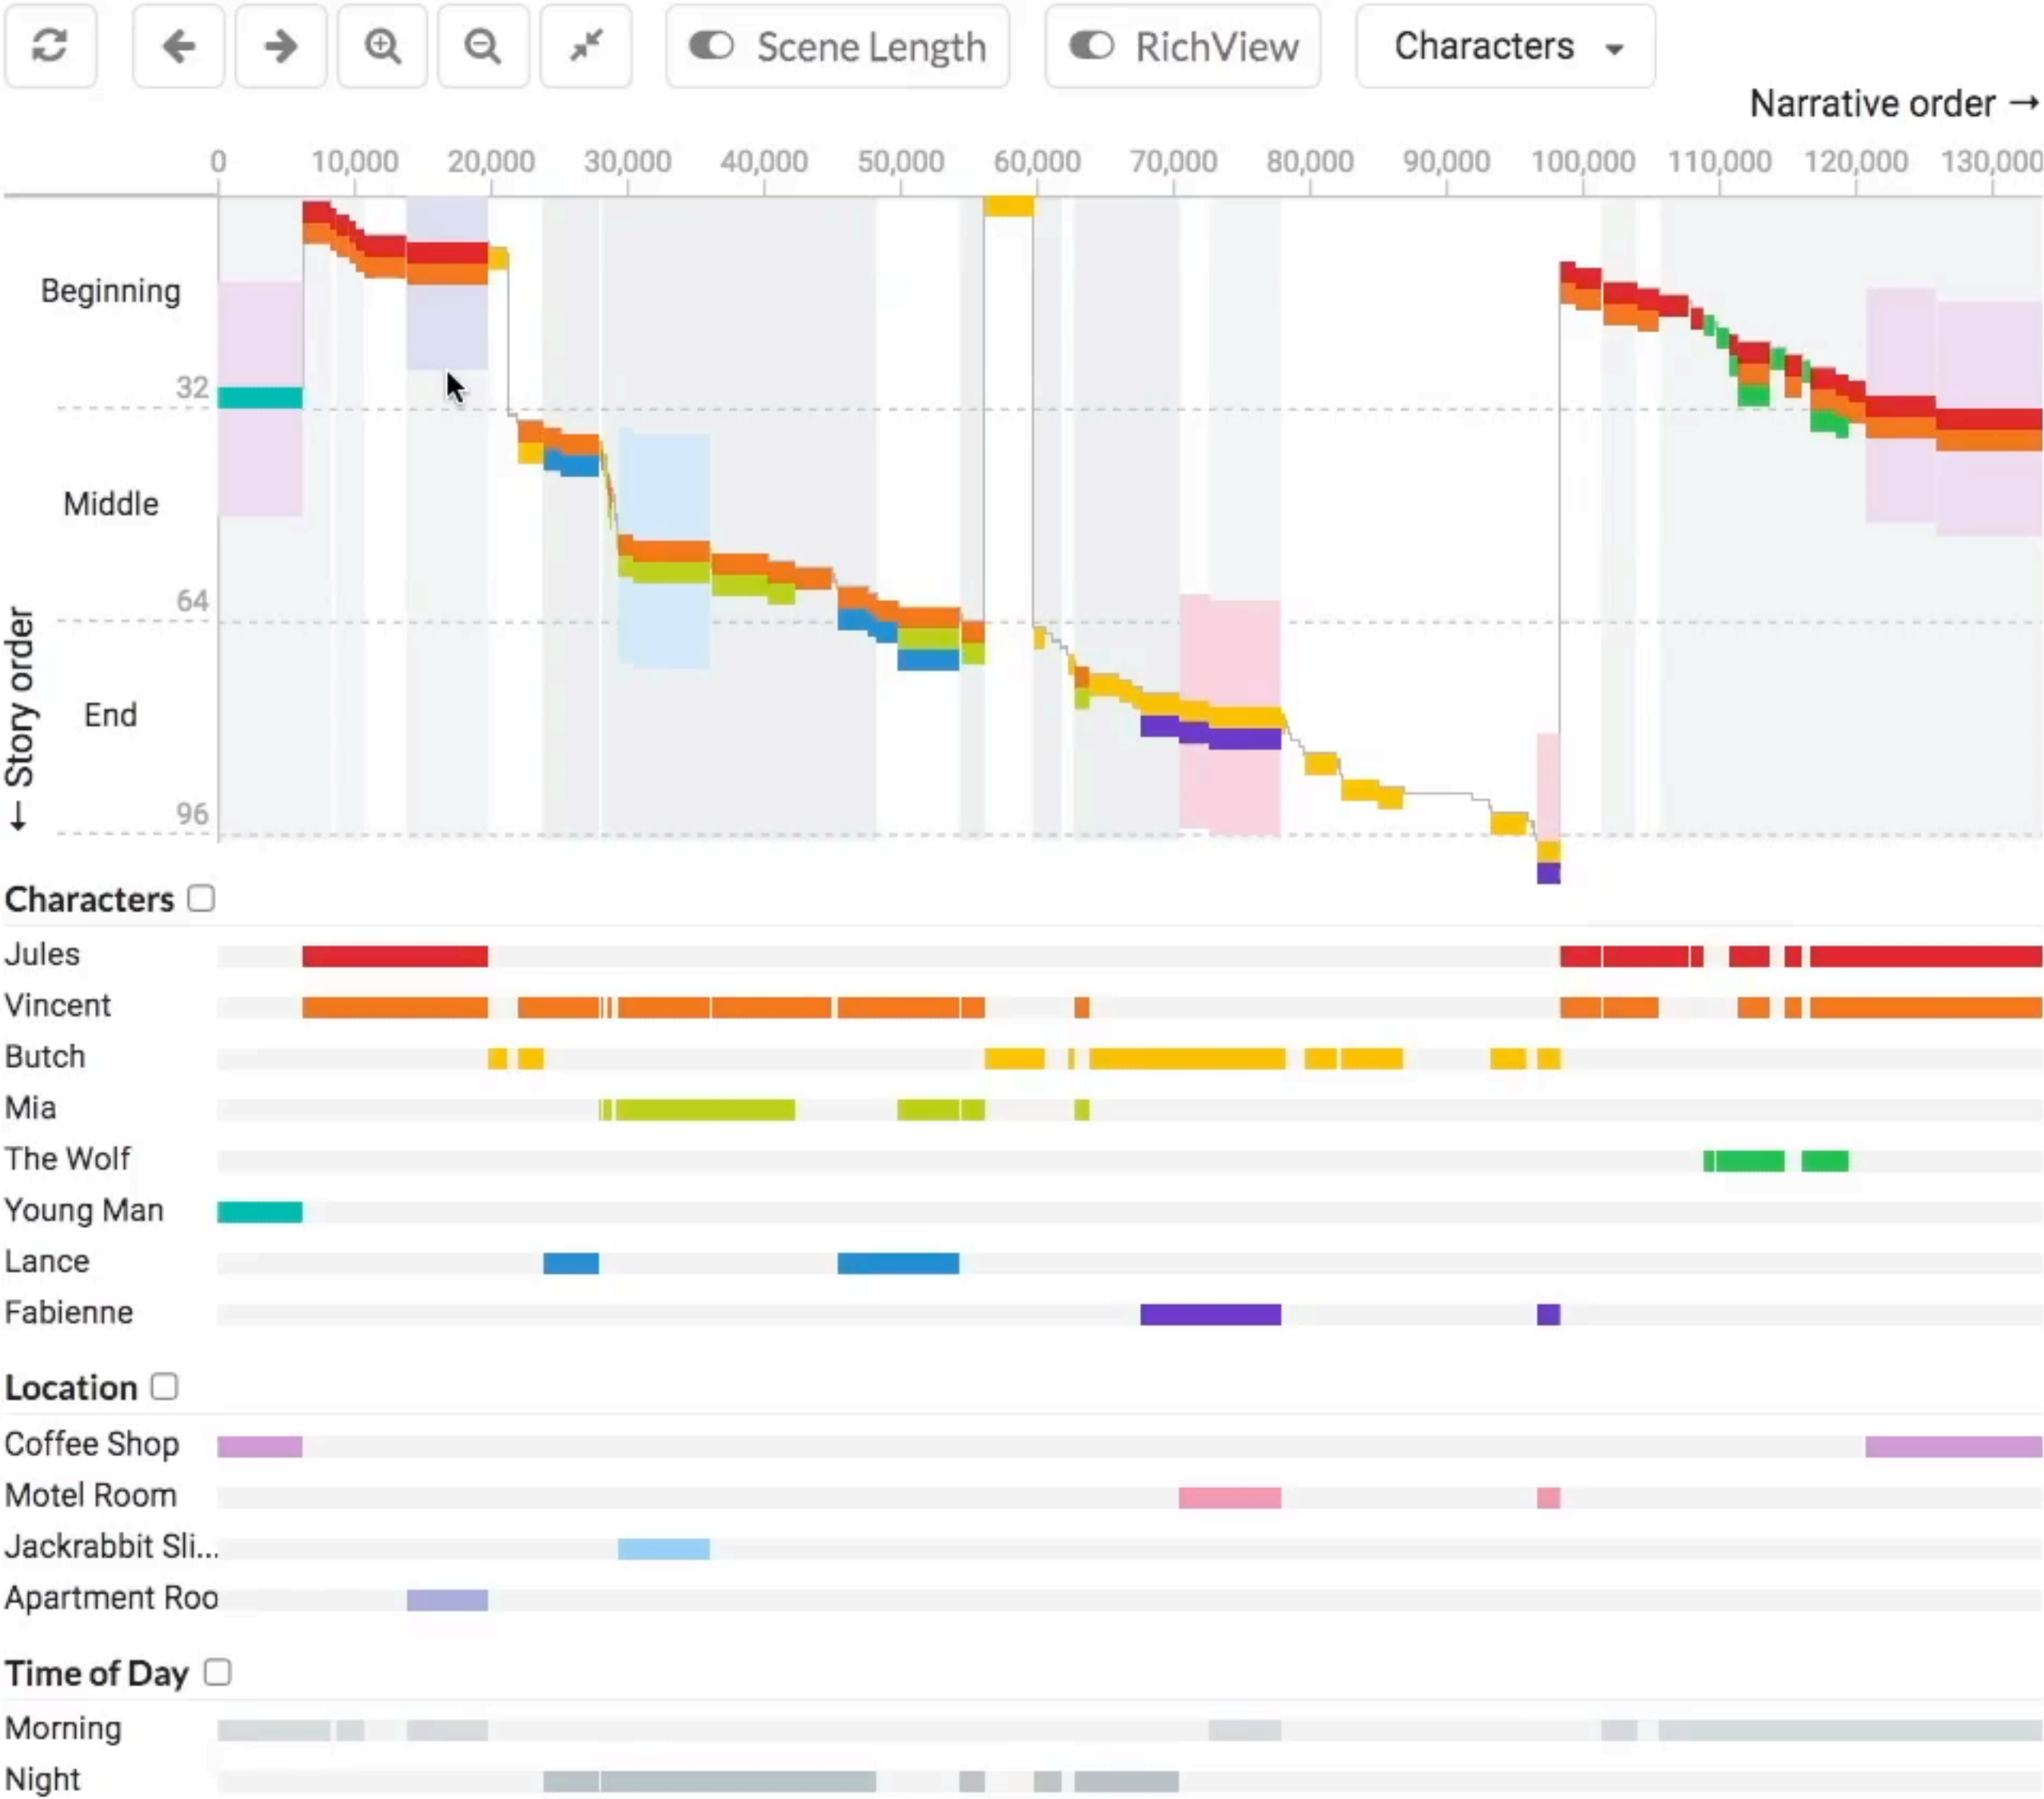 Scene Length RichView Characters
Narrative order →
0 10,000 20,000 30,000 40,000 50,000 60,000 70,000 80,000 90,000 100,000 110,000 120,000 130,000
Beginning
32
Middle
64
End
96
← Story order
Characters
Jules
Vincent
Butch
Mia
The Wolf
Young Man
Lance
Fabienne
Location
Coffee Shop
Motel Room
Jackrabbit Sli...
Apartment Roo
Time of Day
Morning
Night